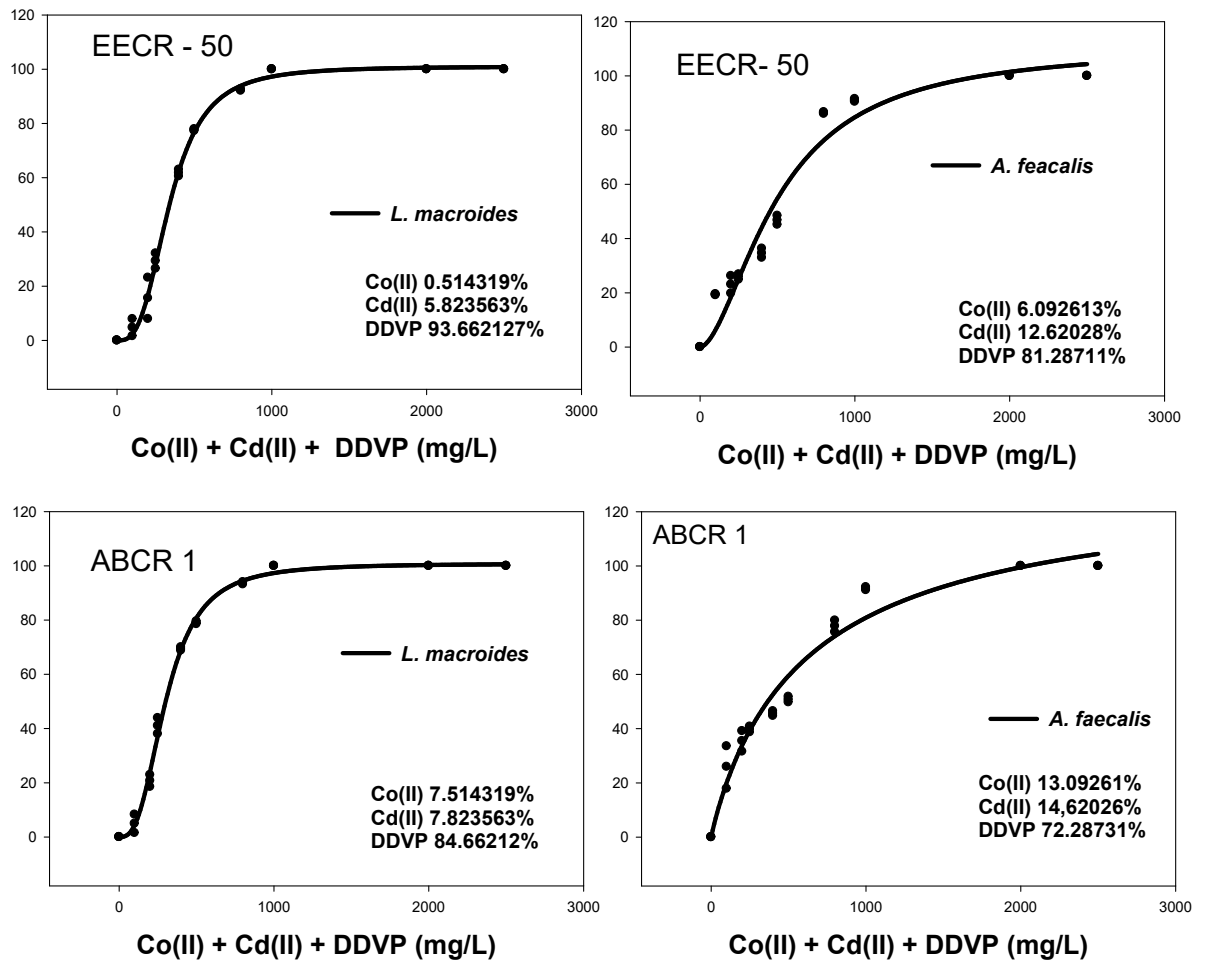 EECR - 50
120
100
80
60
40
20
0
L. macroides
Co(II) 0.514319%
Cd(II) 5.823563%
DDVP 93.662127%
0
1000
2000
3000
Co(II) + Cd(II) + DDVP (mg/L)
EECR- 50
120
100
80
60
40
20
0
A. feacalis
Co(II) 6.092613%
Cd(II) 12.62028%
DDVP 81.28711%
0
1000
2000
3000
Co(II) + Cd(II) + DDVP (mg/L)
ABCR 1
120
100
80
60
40
20
0
L. macroides
Co(II) 7.514319%
Cd(II) 7.823563%
DDVP 84.66212%
0
1000
2000
3000
Co(II) + Cd(II) + DDVP (mg/L)
ABCR 1
120
100
80
60
40
20
0
A. faecalis
Co(II) 13.09261%
Cd(II) 14,62026%
DDVP 72.28731%
0
1000
2000
3000
Co(II) + Cd(II) + DDVP (mg/L)